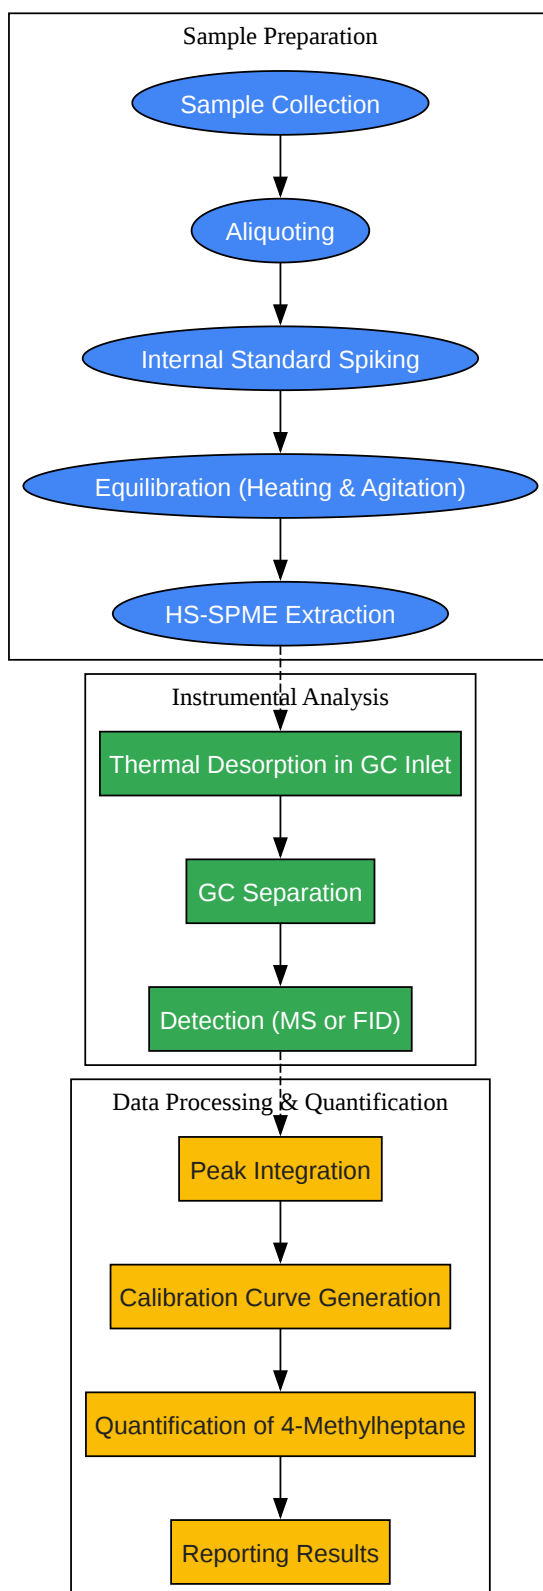 Sample Preparation
Sample Collection
Aliquoting
Internal Standard Spiking
Equilibration (Heating & Agitation)
HS-SPME Extraction
Instrumental Analysis
Thermal Desorption in GC Inlet
GC Separation
Detection (MS or FID)
Data Processing & Quantification
Peak Integration
Calibration Curve Generation
Quantification of 4-Methylheptane
Reporting Results